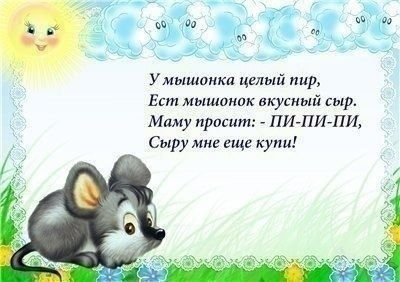 У мышонка целый пир,
Ест мышонок вкусный сыр.
Маму просит: - ПИ-ПИ-ПИ,
Сыру мне еще купи!